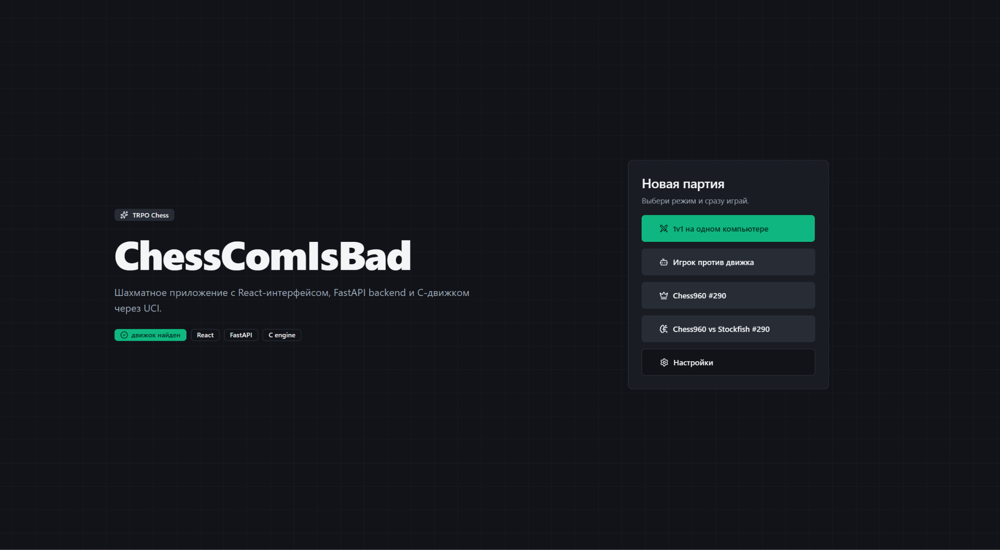 TRPO Chess
ChessComIsBad
Шахматное приложение с React-интерфейсом, FastAPI backend и C-движком
через UCI.
движок найден
React
FastAPI
C engine
Новая партия
Выбери режим и сразу играй.
1v1 на одном компьютере
Игрок против движка
Chess960 #290
Chess960 vs Stockfish #290
Настройки